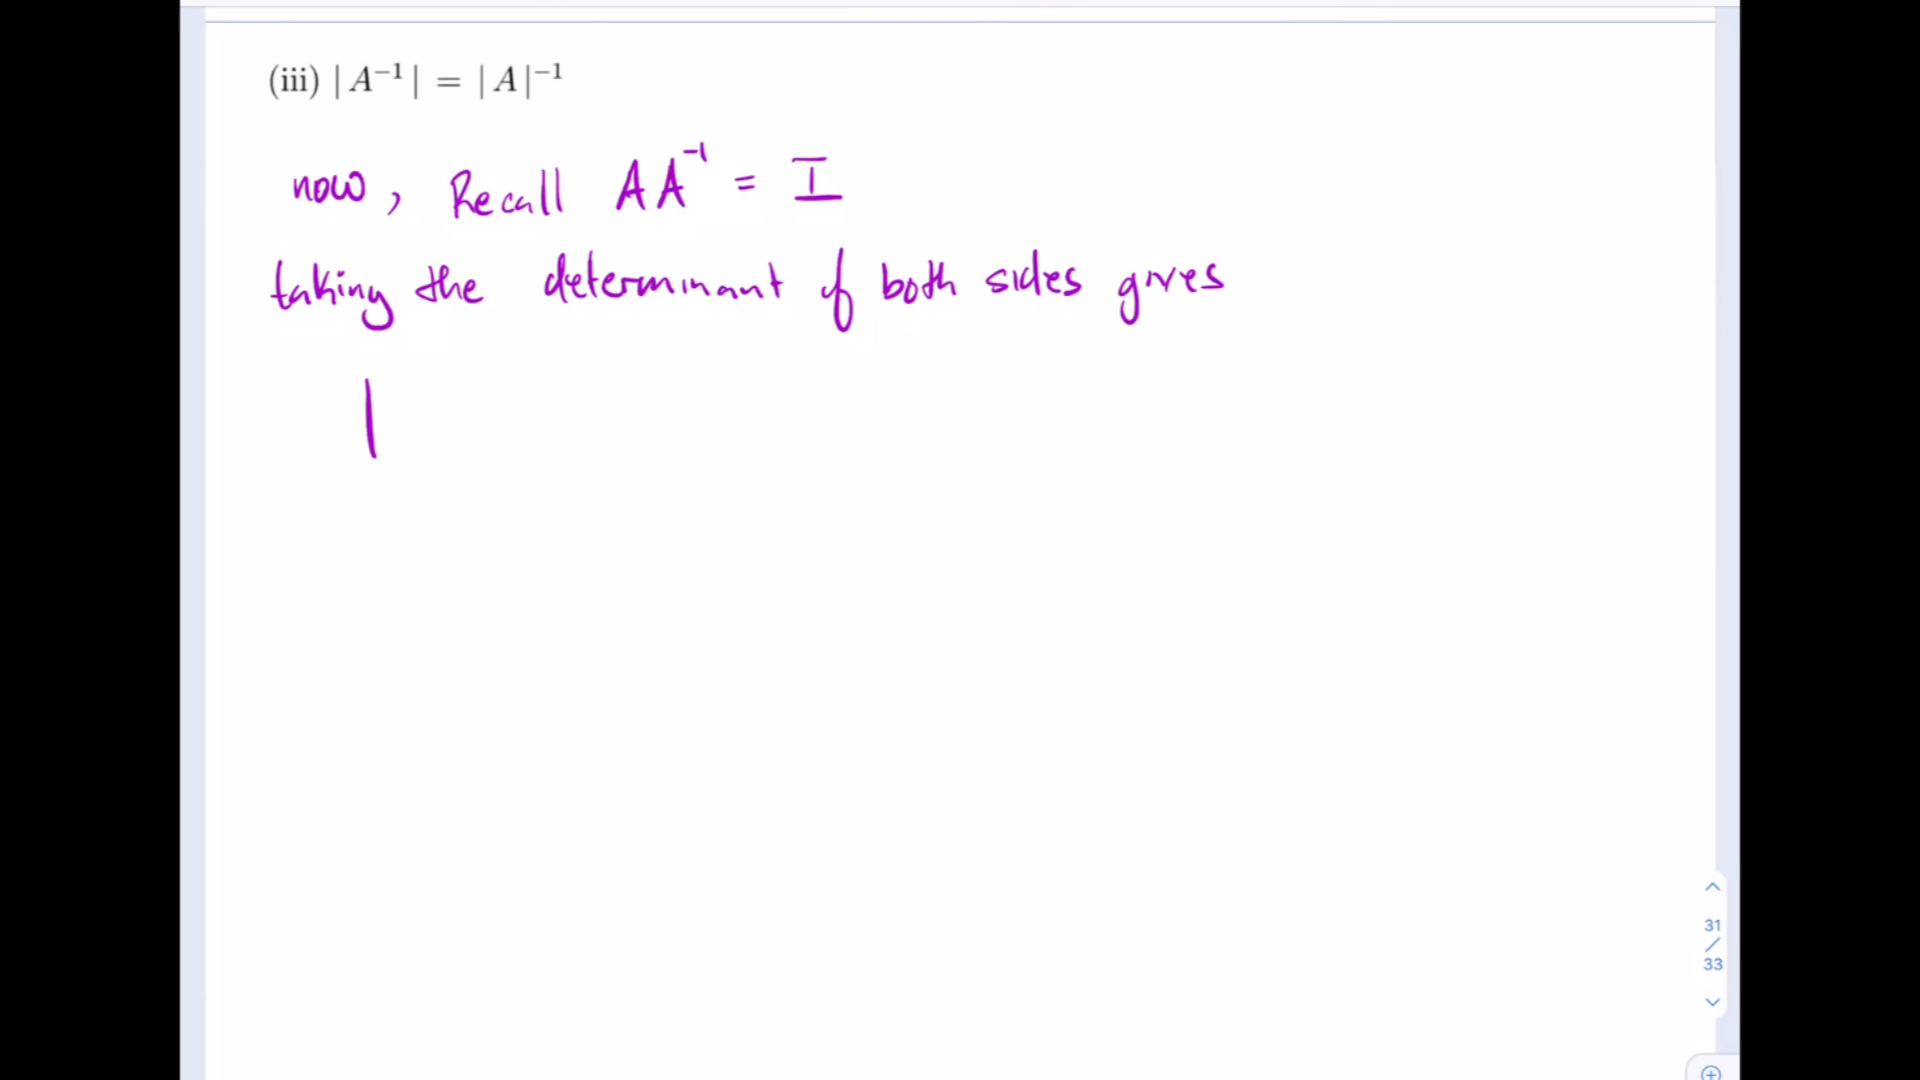 (iii) | A⁻¹ | = | A |⁻¹
now, Recall AA⁻¹ = I
taking the determinant of both sides gives
|
31
/
33